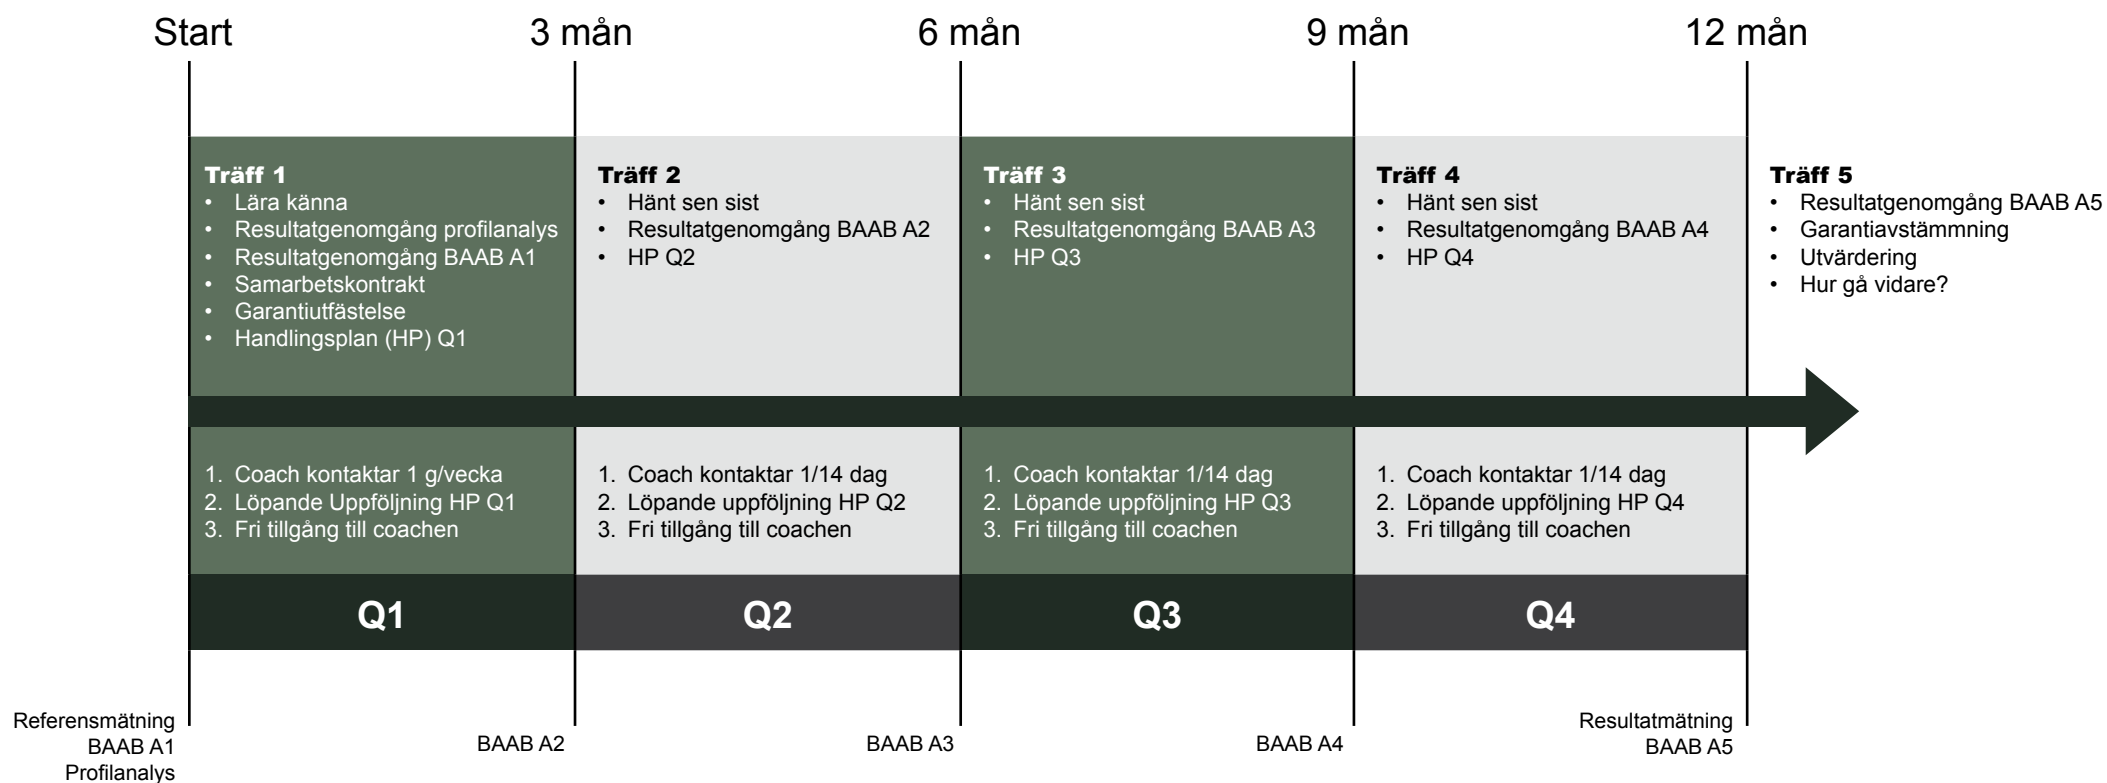 Start
3 mån
6 mån
9 mån
12 mån
Träff 1
• Lära känna
• Resultatgenomgång profilanalys
• Resultatgenomgång BAAB A1
• Samarbetskontrakt
• Garantiutfästelse
• Handlingsplan (HP) Q1
Träff 2
• Hänt sen sist
• Resultatgenomgång BAAB A2
• HP Q2
Träff 3
• Hänt sen sist
• Resultatgenomgång BAAB A3
• HP Q3
Träff 4
• Hänt sen sist
• Resultatgenomgång BAAB A4
• HP Q4
Träff 5
• Resultatgenomgång BAAB A5
• Garantiavstämmning
• Utvärdering
• Hur gå vidare?
1. Coach kontaktar 1 g/vecka
2. Löpande Uppföljning HP Q1
3. Fri tillgång till coachen
1. Coach kontaktar 1/14 dag
2. Löpande uppföljning HP Q2
3. Fri tillgång till coachen
1. Coach kontaktar 1/14 dag
2. Löpande uppföljning HP Q3
3. Fri tillgång till coachen
1. Coach kontaktar 1/14 dag
2. Löpande uppföljning HP Q4
3. Fri tillgång till coachen
Q1
Q2
Q3
Q4
Referensmätning
BAAB A1
Profilanalys
BAAB A2
BAAB A3
BAAB A4
Resultatmätning
BAAB A5